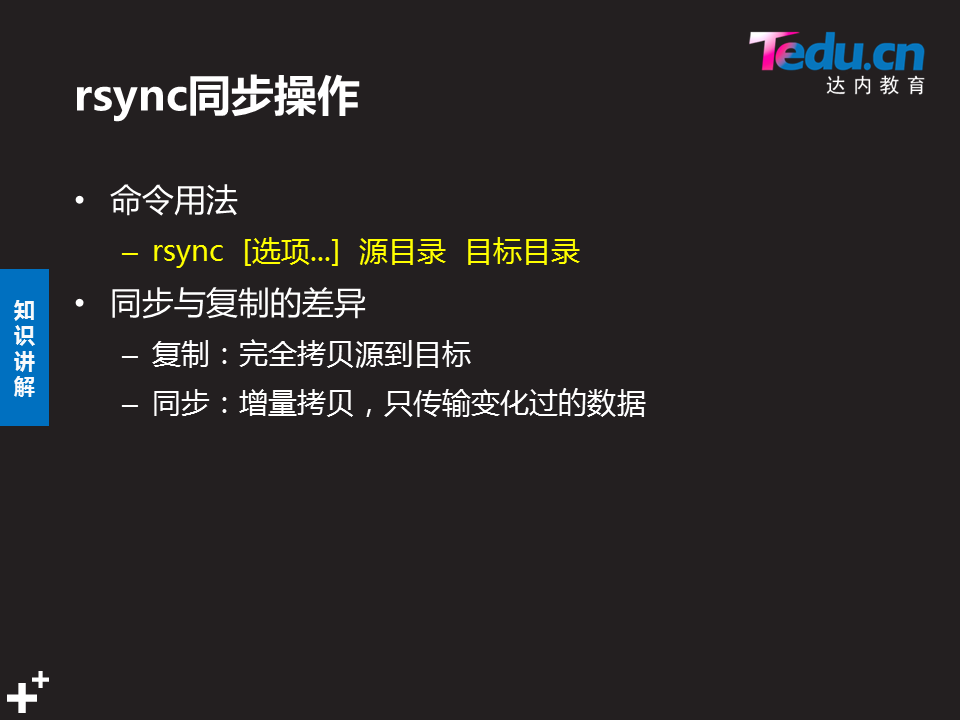 Tedu.cn
达内教育
rsync同步操作
• 命令用法
– rsync [选项...] 源目录 目标目录
• 同步与复制的差异
– 复制：完全拷贝源到目标
– 同步：增量拷贝，只传输变化过的数据
知
识
讲
解